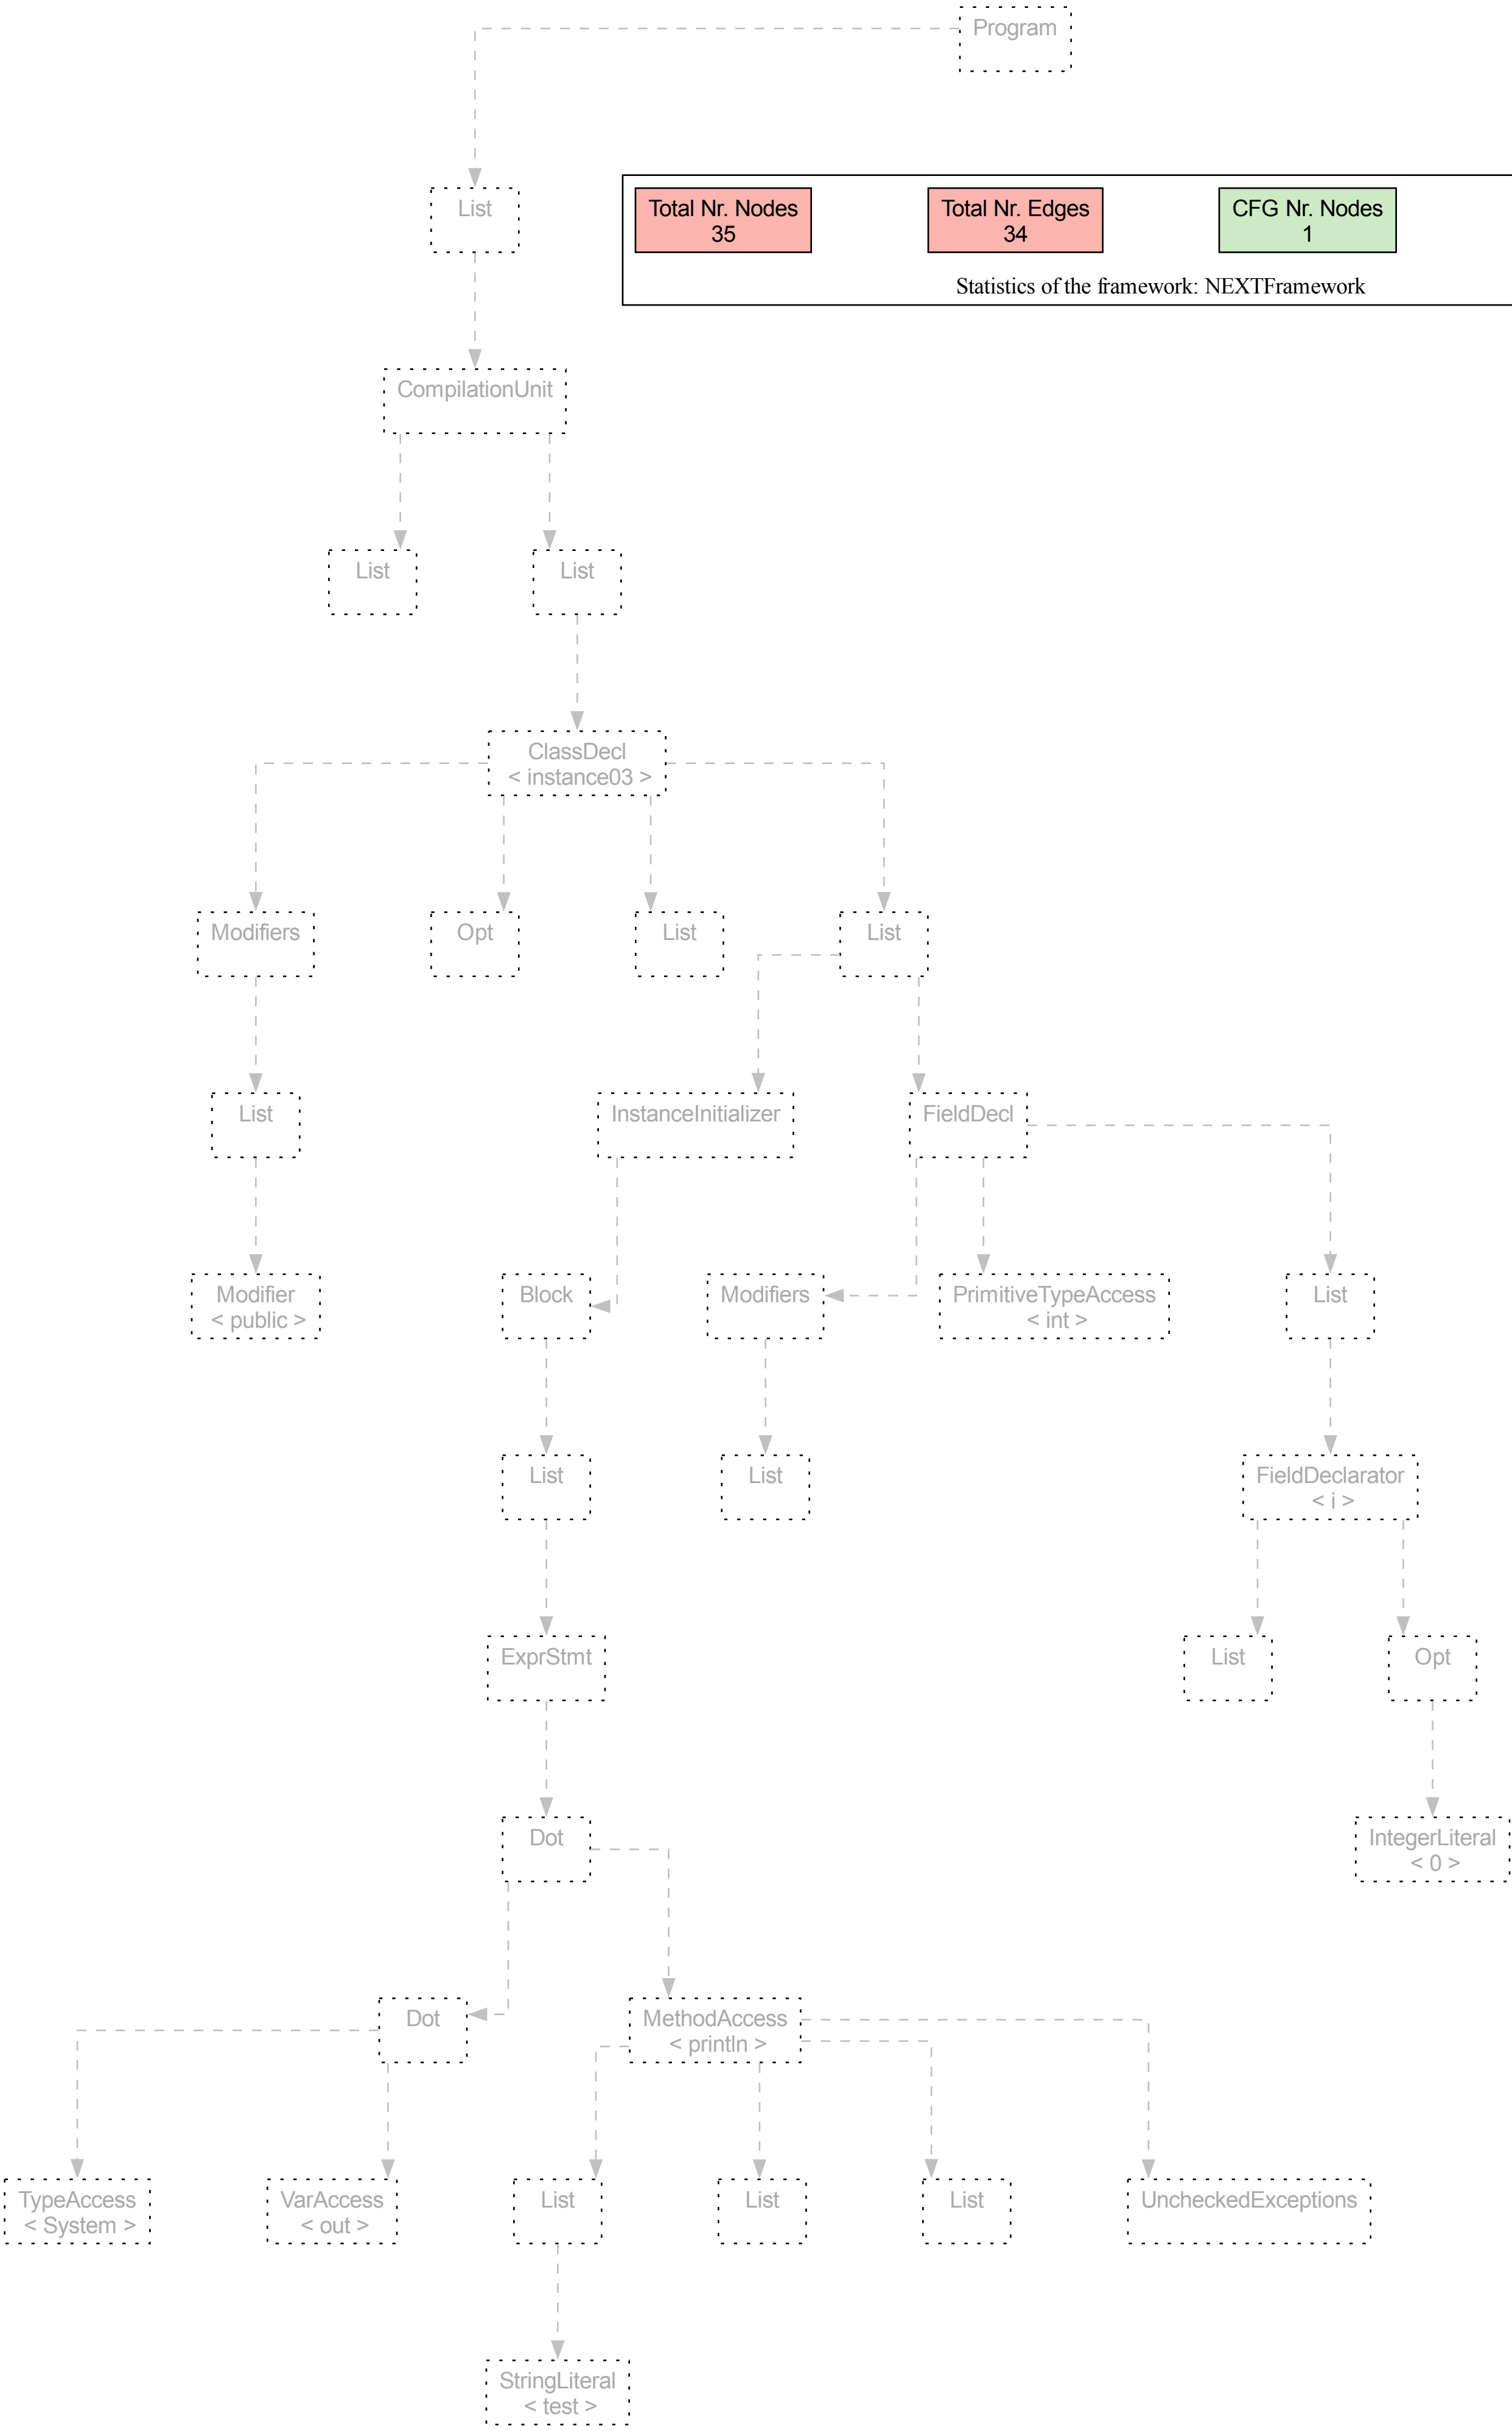 Program
List
Total Nr. Nodes
35
Total Nr. Edges
34
CFG Nr. Nodes
1
Statistics of the framework: NEXTFramework
CompilationUnit
List
List
ClassDecl
< instance03 >
Modifiers
Opt
List
List
List
InstanceInitializer
FieldDecl
Modifier
< public >
Block
Modifiers
PrimitiveTypeAccess
< int >
List
List
List
FieldDeclarator
< i >
ExprStmt
List
Opt
Dot
IntegerLiteral
< 0 >
Dot
MethodAccess
< println >
TypeAccess
< System >
VarAccess
< out >
List
List
List
UncheckedExceptions
StringLiteral
< test >